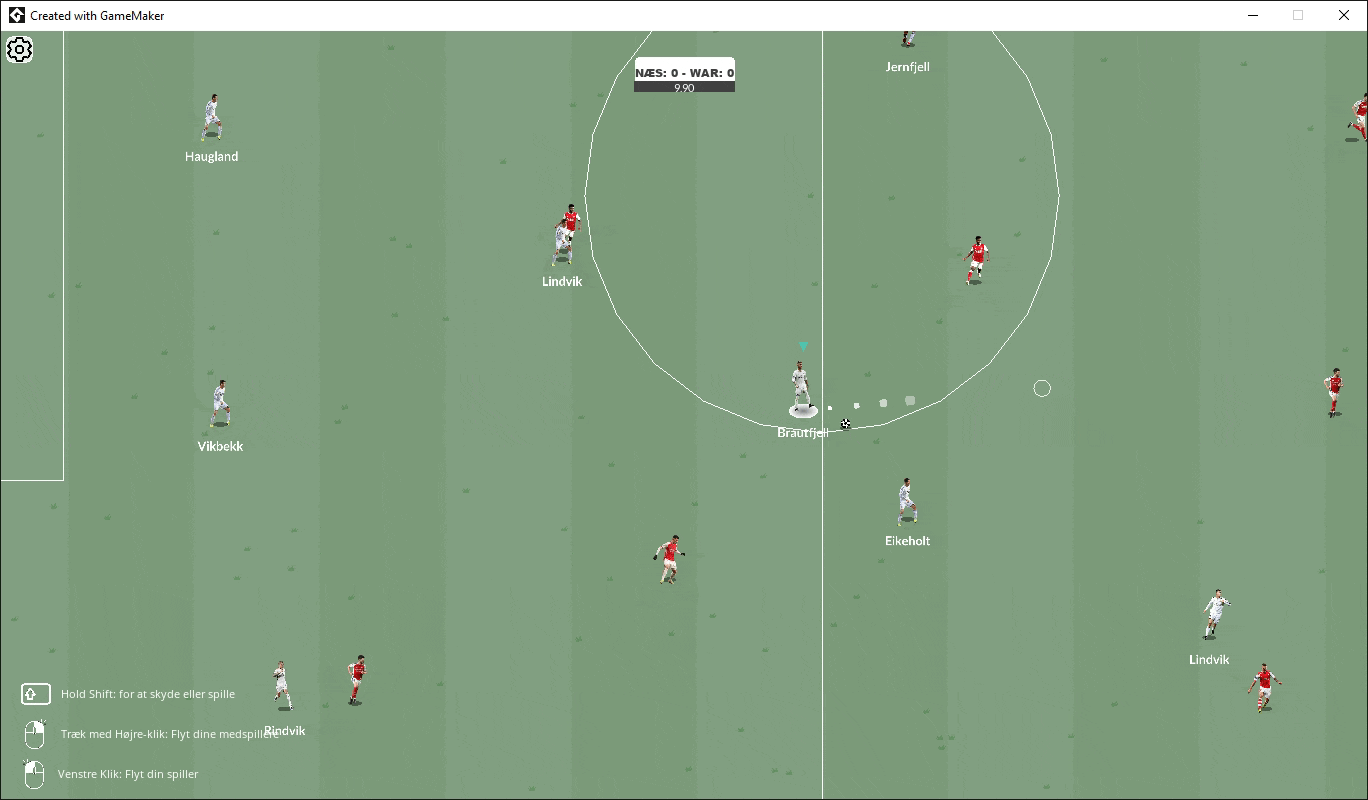 Created with GameMaker
Jernfjell
NÆS: 0 - WAR: 0
9.90
Haugland
Lindvik
Brautfjell
Vikbekk
Eikeholt
Lindvik
Hold Shift: for at skyde eller spille
Rindvik
Træk med Højre-klik: Flyt dine medspillere
Venstre Klik: Flyt din spiller